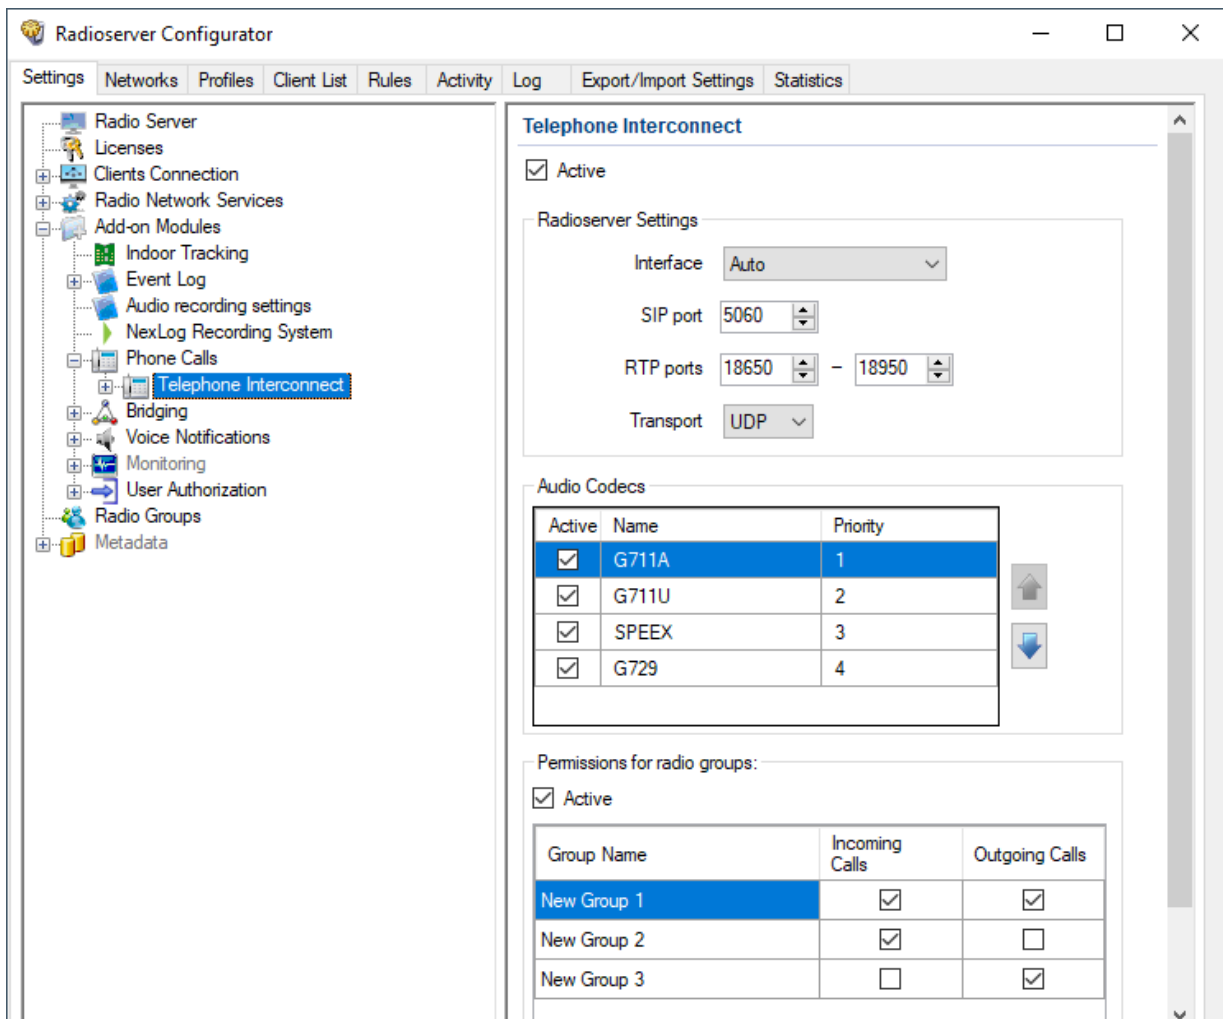 Radioserver Configurator
Settings Networks Profiles Client List Rules Activity Log Export/Import Settings Statistics
Radio Server
Licenses
Clients Connection
Radio Network Services
Add-on Modules
Indoor Tracking
Event Log
Audio recording settings
NexLog Recording System
Phone Calls
Telephone Interconnect
Bridging
Voice Notifications
Monitoring
User Authorization
Radio Groups
Metadata
Telephone Interconnect
Active
Radioserver Settings
Interface Auto
SIP port 5060
RTP ports 18650 – 18950
Transport UDP
Audio Codecs
Active Name Priority
G711A 1
G711U 2
SPEEX 3
G729 4
Permissions for radio groups:
Active
Group Name Incoming Calls Outgoing Calls
New Group 1
New Group 2
New Group 3